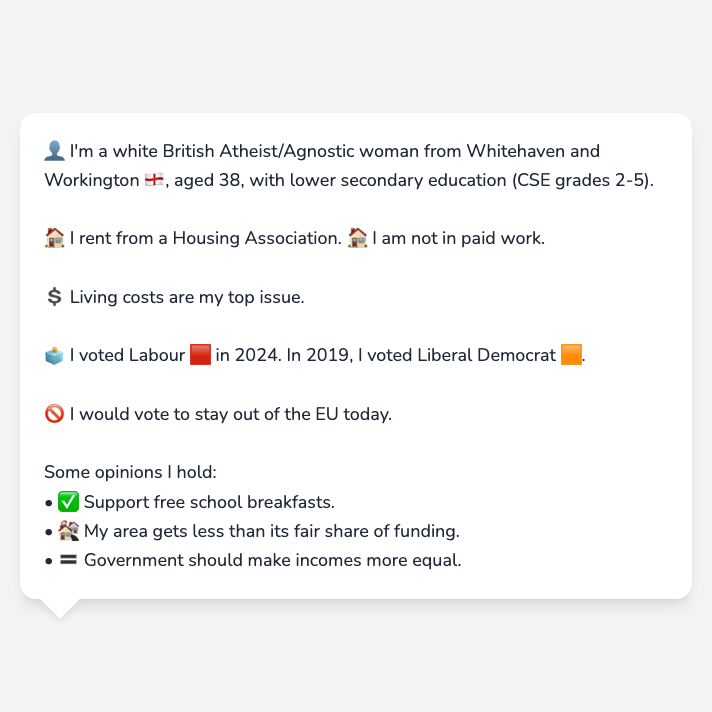 👤 I'm a white British Atheist/Agnostic woman from Whitehaven and
Workington 🏴󠁧󠁢󠁥󠁮󠁧󠁿, aged 38, with lower secondary education (CSE grades 2-5).
🏠 I rent from a Housing Association. 🏠 I am not in paid work.
💲 Living costs are my top issue.
🗳️ I voted Labour 🟥 in 2024. In 2019, I voted Liberal Democrat 🟧.
🚫 I would vote to stay out of the EU today.
Some opinions I hold:
• ✅ Support free school breakfasts.
• 🏚️ My area gets less than its fair share of funding.
• 🟰 Government should make incomes more equal.